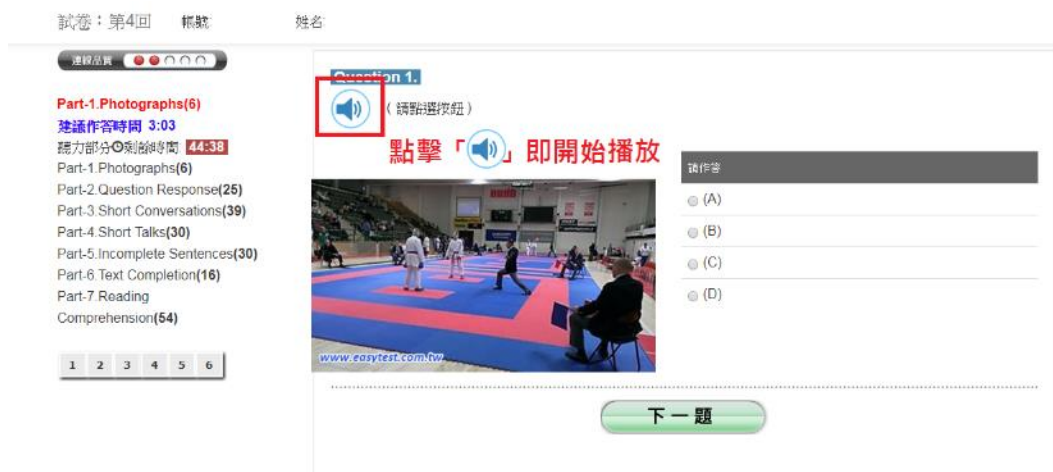 試卷：第4回 帳號: 姓名:
連線品質
Part-1.Photographs(6)
建議作答時間 3:03
聽力部分剩餘時間 44:38
Part-1.Photographs(6)
Part-2.Question Response(25)
Part-3.Short Conversations(39)
Part-4.Short Talks(30)
Part-5.Incomplete Sentences(30)
Part-6.Text Completion(16)
Part-7.Reading
Comprehension(54)
1 2 3 4 5 6
Question 1.
（請點選按鈕）
點擊「」即開始播放
www.easytest.com.tw
請作答
(A)
(B)
(C)
(D)
下一題